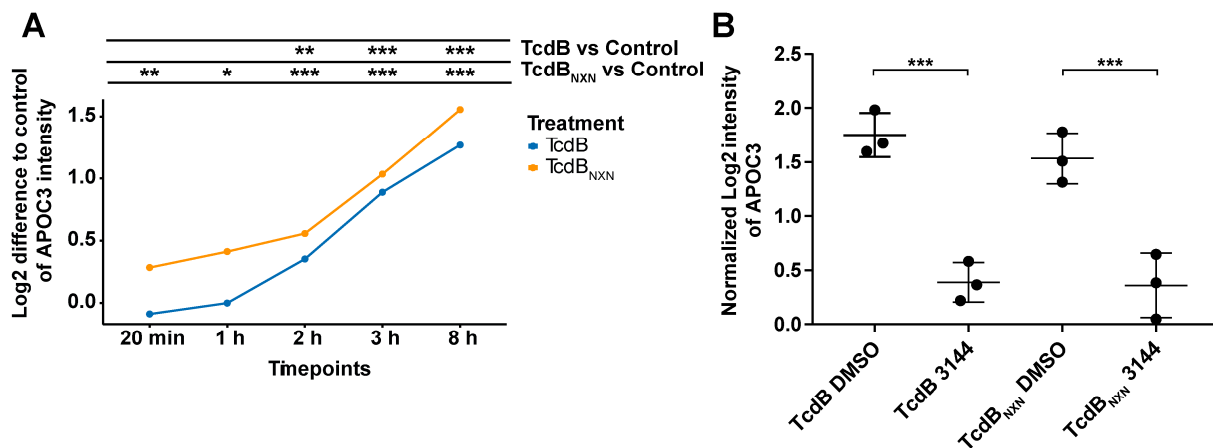 A
** *** *** TcdB vs Control
** * *** *** *** TcdBNXN vs Control
Log2 difference to control
of APOC3 intensity
1.5
1.0
0.5
0.0
20 min 1 h 2 h 3 h 8 h
Timepoints
Treatment
TcdB
TcdBNXN
B
*** ***
Normalized Log2 intensity
of APOC3
2.5
2.0
1.5
1.0
0.5
0.0
TcdB DMSO
TcdB 3144
TcdBNXN DMSO
TcdBNXN 3144